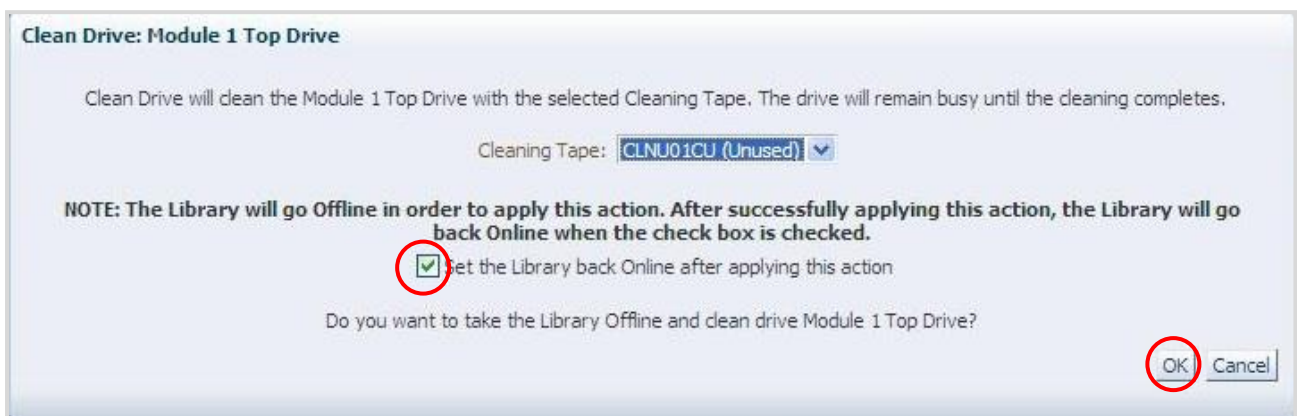 Clean Drive: Module 1 Top Drive
Clean Drive will clean the Module 1 Top Drive with the selected Cleaning Tape. The drive will remain busy until the cleaning completes.
Cleaning Tape: CLNU01CU (Unused)
NOTE: The Library will go Offline in order to apply this action. After successfully applying this action, the Library will go
back Online when the check box is checked.
Set the Library back Online after applying this action
Do you want to take the Library Offline and clean drive Module 1 Top Drive?
OK Cancel